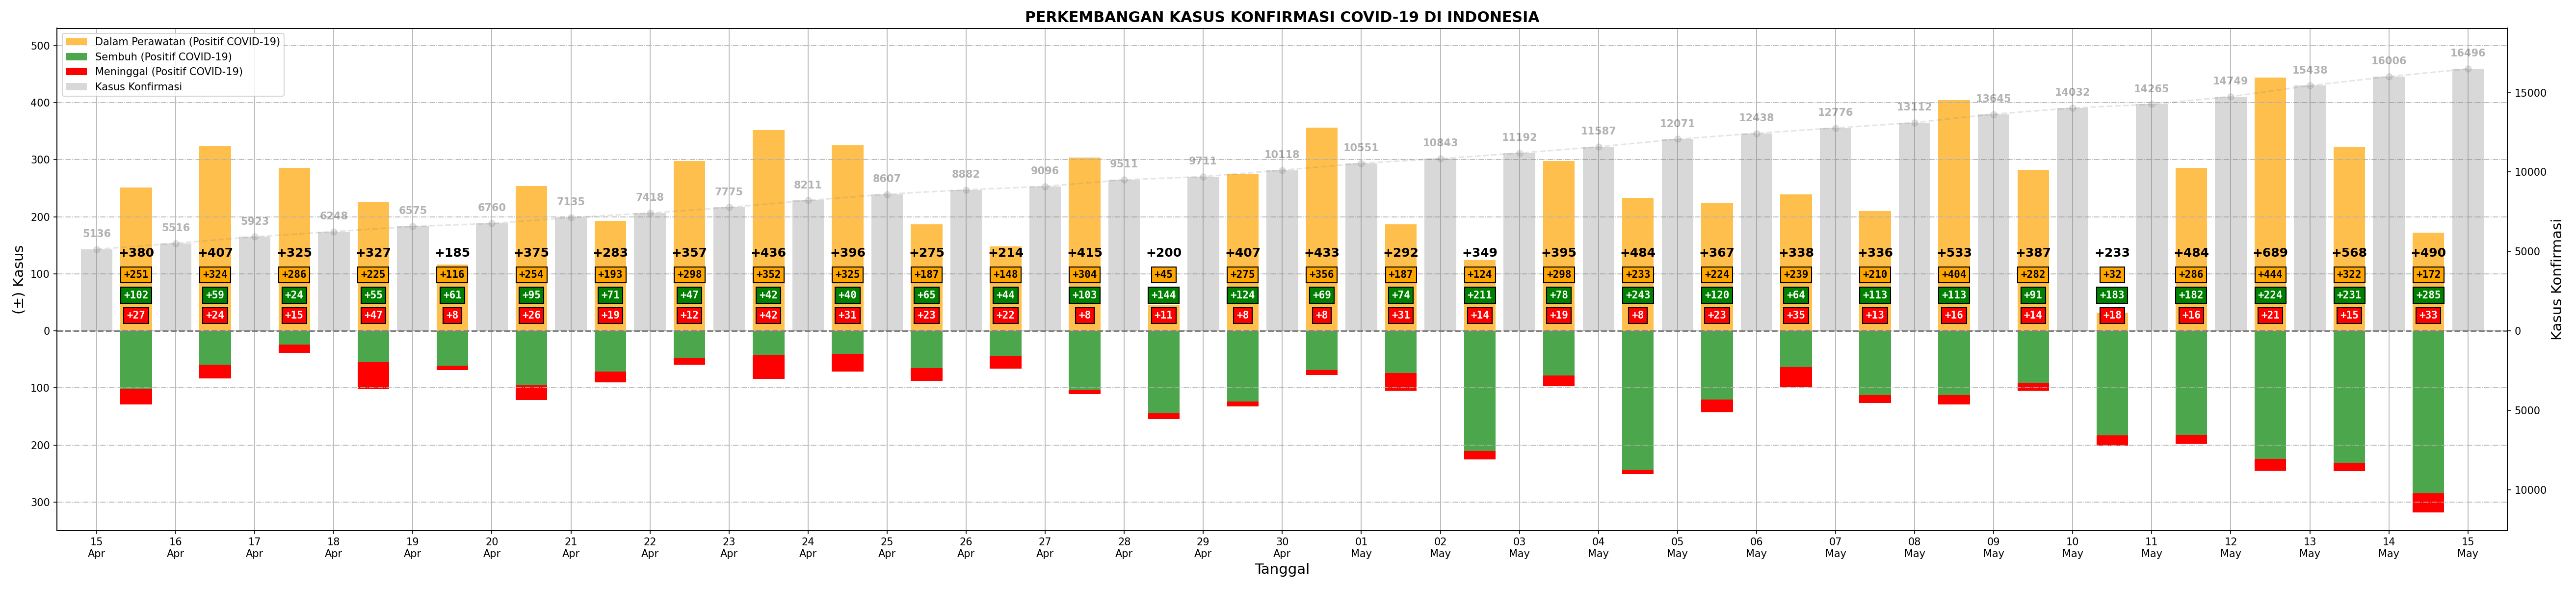 PERKEMBANGAN KASUS KONFIRMASI COVID-19 DI INDONESIA
Dalam Perawatan (Positif COVID-19)
Sembuh (Positif COVID-19)
Meninggal (Positif COVID-19)
Kasus Konfirmasi
(±) Kasus
500
400
300
200
100
0
100
200
300
5136 5516 5923 6248 6575 6760 7135 7418 7775 8211 8607 8882 9096 9511 9711 10118 10551 10843 11192 11587 12071 12438 12776 13112 13645 14032 14265 14749 15438 16006 16496
+380 +407 +325 +327 +185 +375 +283 +357 +436 +396 +275 +214 +415 +200 +407 +433 +292 +349 +395 +484 +367 +338 +336 +533 +387 +233 +484 +689 +568 +490
+251 +324 +286 +225 +116 +254 +193 +298 +352 +325 +187 +148 +304 +45 +275 +356 +187 +124 +298 +233 +224 +239 +210 +404 +282 +32 +286 +444 +322 +172
+102 +59 +24 +55 +61 +95 +71 +47 +42 +40 +65 +44 +103 +144 +124 +69 +74 +211 +78 +243 +120 +64 +113 +113 +91 +183 +182 +224 +231 +285
+27 +24 +15 +47 +8 +26 +19 +12 +42 +31 +23 +22 +8 +11 +8 +8 +31 +14 +19 +8 +23 +35 +13 +16 +14 +18 +16 +21 +15 +33
15000
10000
5000
0
5000
10000
Kasus Konfirmasi
15 16 17 18 19 20 21 22 23 24 25 26 27 28 29 30 01 02 03 04 05 06 07 08 09 10 11 12 13 14 15
Apr Apr Apr Apr Apr Apr Apr Apr Apr Apr Apr Apr Apr Apr Apr Apr May May May May May May May May May May May May May May May
Tanggal